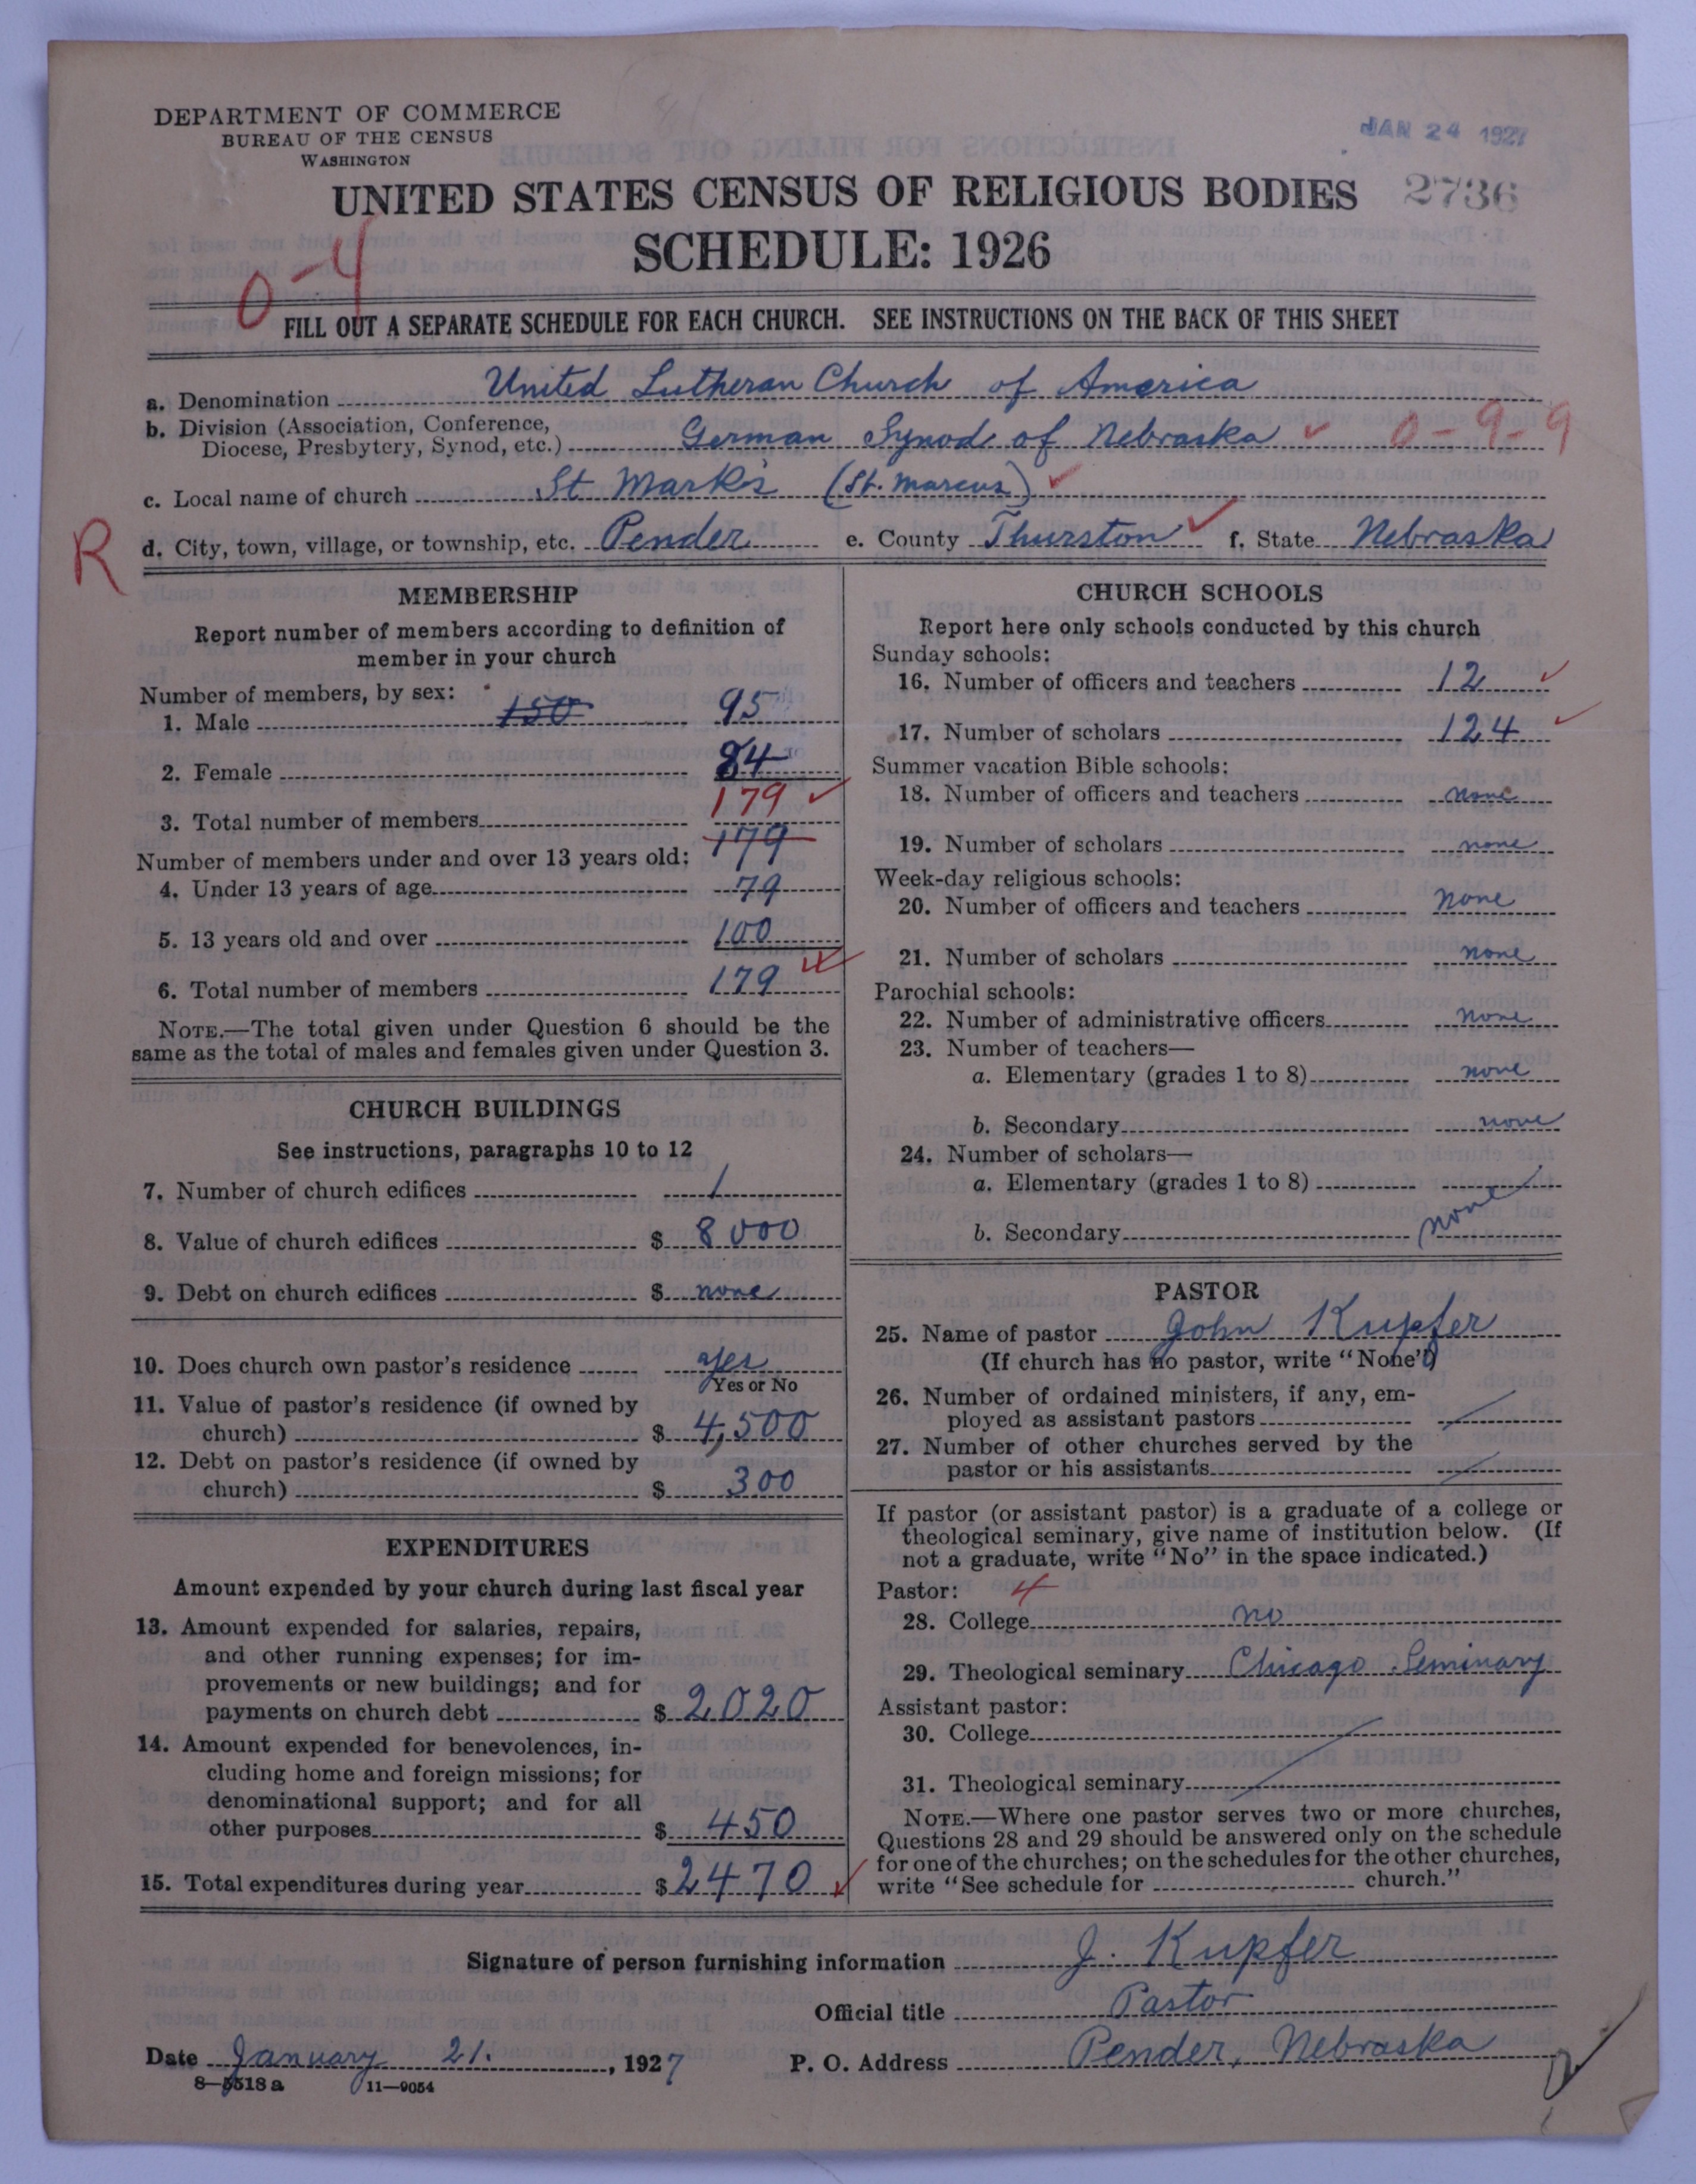 DEPARTMENT OF COMMERCE
BUREAU OF THE CENSUS
WASHINGTON
JAN 24 1927
UNITED STATES CENSUS OF RELIGIOUS BODIES 2736
SCHEDULE: 1926
0-4
FILL OUT A SEPARATE SCHEDULE FOR EACH CHURCH. SEE INSTRUCTIONS ON THE BACK OF THIS SHEET
a. Denomination United Lutheran Church of America
b. Division (Association, Conference,
Diocese, Presbytery, Synod, etc.) German Synod of Nebraska ✓ 0-9-9
c. Local name of church St Mark's (St. Marcus) ✓
R d. City, town, village, or township, etc. Pender e. County Thurston ✓ f. State Nebraska
MEMBERSHIP
Report number of members according to definition of
member in your church
Number of members, by sex:
1. Male 150 95
2. Female 84
179 ✓
3. Total number of members
179
Number of members under and over 13 years old:
4. Under 13 years of age 79
5. 13 years old and over 100
6. Total number of members 179
NOTE.—The total given under Question 6 should be the
same as the total of males and females given under Question 3.
CHURCH BUILDINGS
See instructions, paragraphs 10 to 12
7. Number of church edifices 1
8. Value of church edifices $ 8000
9. Debt on church edifices $ none
10. Does church own pastor's residence yes
Yes or No
11. Value of pastor's residence (if owned by
church) $ 4,500
12. Debt on pastor's residence (if owned by
church) $ 300
EXPENDITURES
Amount expended by your church during last fiscal year
13. Amount expended for salaries, repairs,
and other running expenses; for im-
provements or new buildings; and for
payments on church debt $ 2020
14. Amount expended for benevolences, in-
cluding home and foreign missions; for
denominational support; and for all
other purposes $ 450
15. Total expenditures during year $ 2470 ✓
CHURCH SCHOOLS
Report here only schools conducted by this church
Sunday schools:
16. Number of officers and teachers 12 ✓
17. Number of scholars 124 ✓
Summer vacation Bible schools:
18. Number of officers and teachers none
19. Number of scholars none
Week-day religious schools:
20. Number of officers and teachers none
21. Number of scholars none
Parochial schools:
22. Number of administrative officers none
23. Number of teachers—
a. Elementary (grades 1 to 8) none
b. Secondary none
24. Number of scholars—
a. Elementary (grades 1 to 8)
b. Secondary none
PASTOR
25. Name of pastor John Kupfer
(If church has no pastor, write "None")
26. Number of ordained ministers, if any, em-
ployed as assistant pastors
27. Number of other churches served by the
pastor or his assistants
If pastor (or assistant pastor) is a graduate of a college or
theological seminary, give name of institution below. (If
not a graduate, write "No" in the space indicated.)
Pastor: 4
28. College no
29. Theological seminary Chicago Seminary
Assistant pastor:
30. College
31. Theological seminary
NOTE.—Where one pastor serves two or more churches,
Questions 28 and 29 should be answered only on the schedule
for one of the churches; on the schedules for the other churches,
write "See schedule for church."
Signature of person furnishing information J. Kupfer
Official title Pastor
Date January 21., 1927 P. O. Address Pender, Nebraska
8—5518 a 11—9054